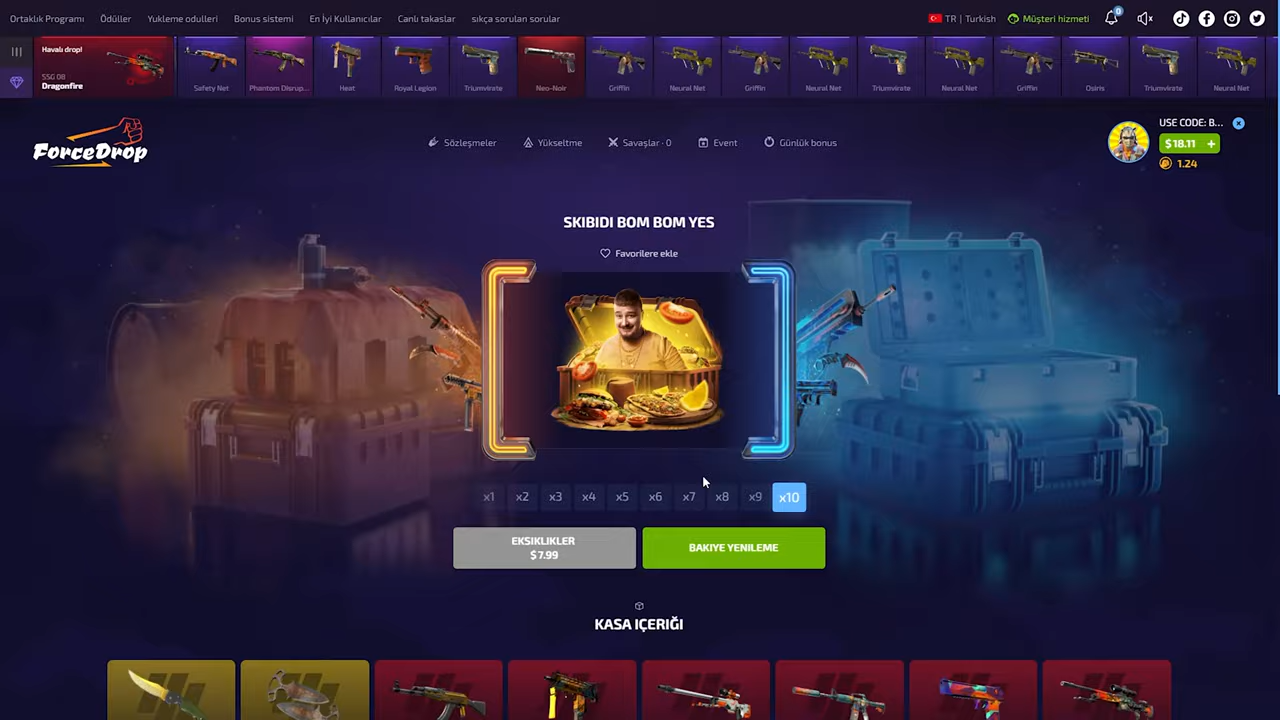 Ortaklık Programı Ödüller Yukleme odulleri Bonus sistemi En İyi Kullanıcılar Canlı takaslar sıkça sorulan sorular TR | Turkish Müşteri hizmeti 0
Havalı drop!
SSG 08
Dragonfire
Safety Net Phantom Disrup... Heat Royal Legion Triumvirate Neo-Noir Griffin Neural Net Griffin Neural Net Triumvirate Neural Net Griffin Osiris Triumvirate Neural Net
ForceDrop
Sözleşmeler Yükseltme Savaşlar · 0 Event Günlük bonus
USE CODE: B...
$ 18.11 +
1.24
SKIBIDI BOM BOM YES
Favorilere ekle
x1 x2 x3 x4 x5 x6 x7 x8 x9 x10
EKSIKLIKLER
$ 7.99
BAKIYE YENILEME
KASA IÇERIĞI